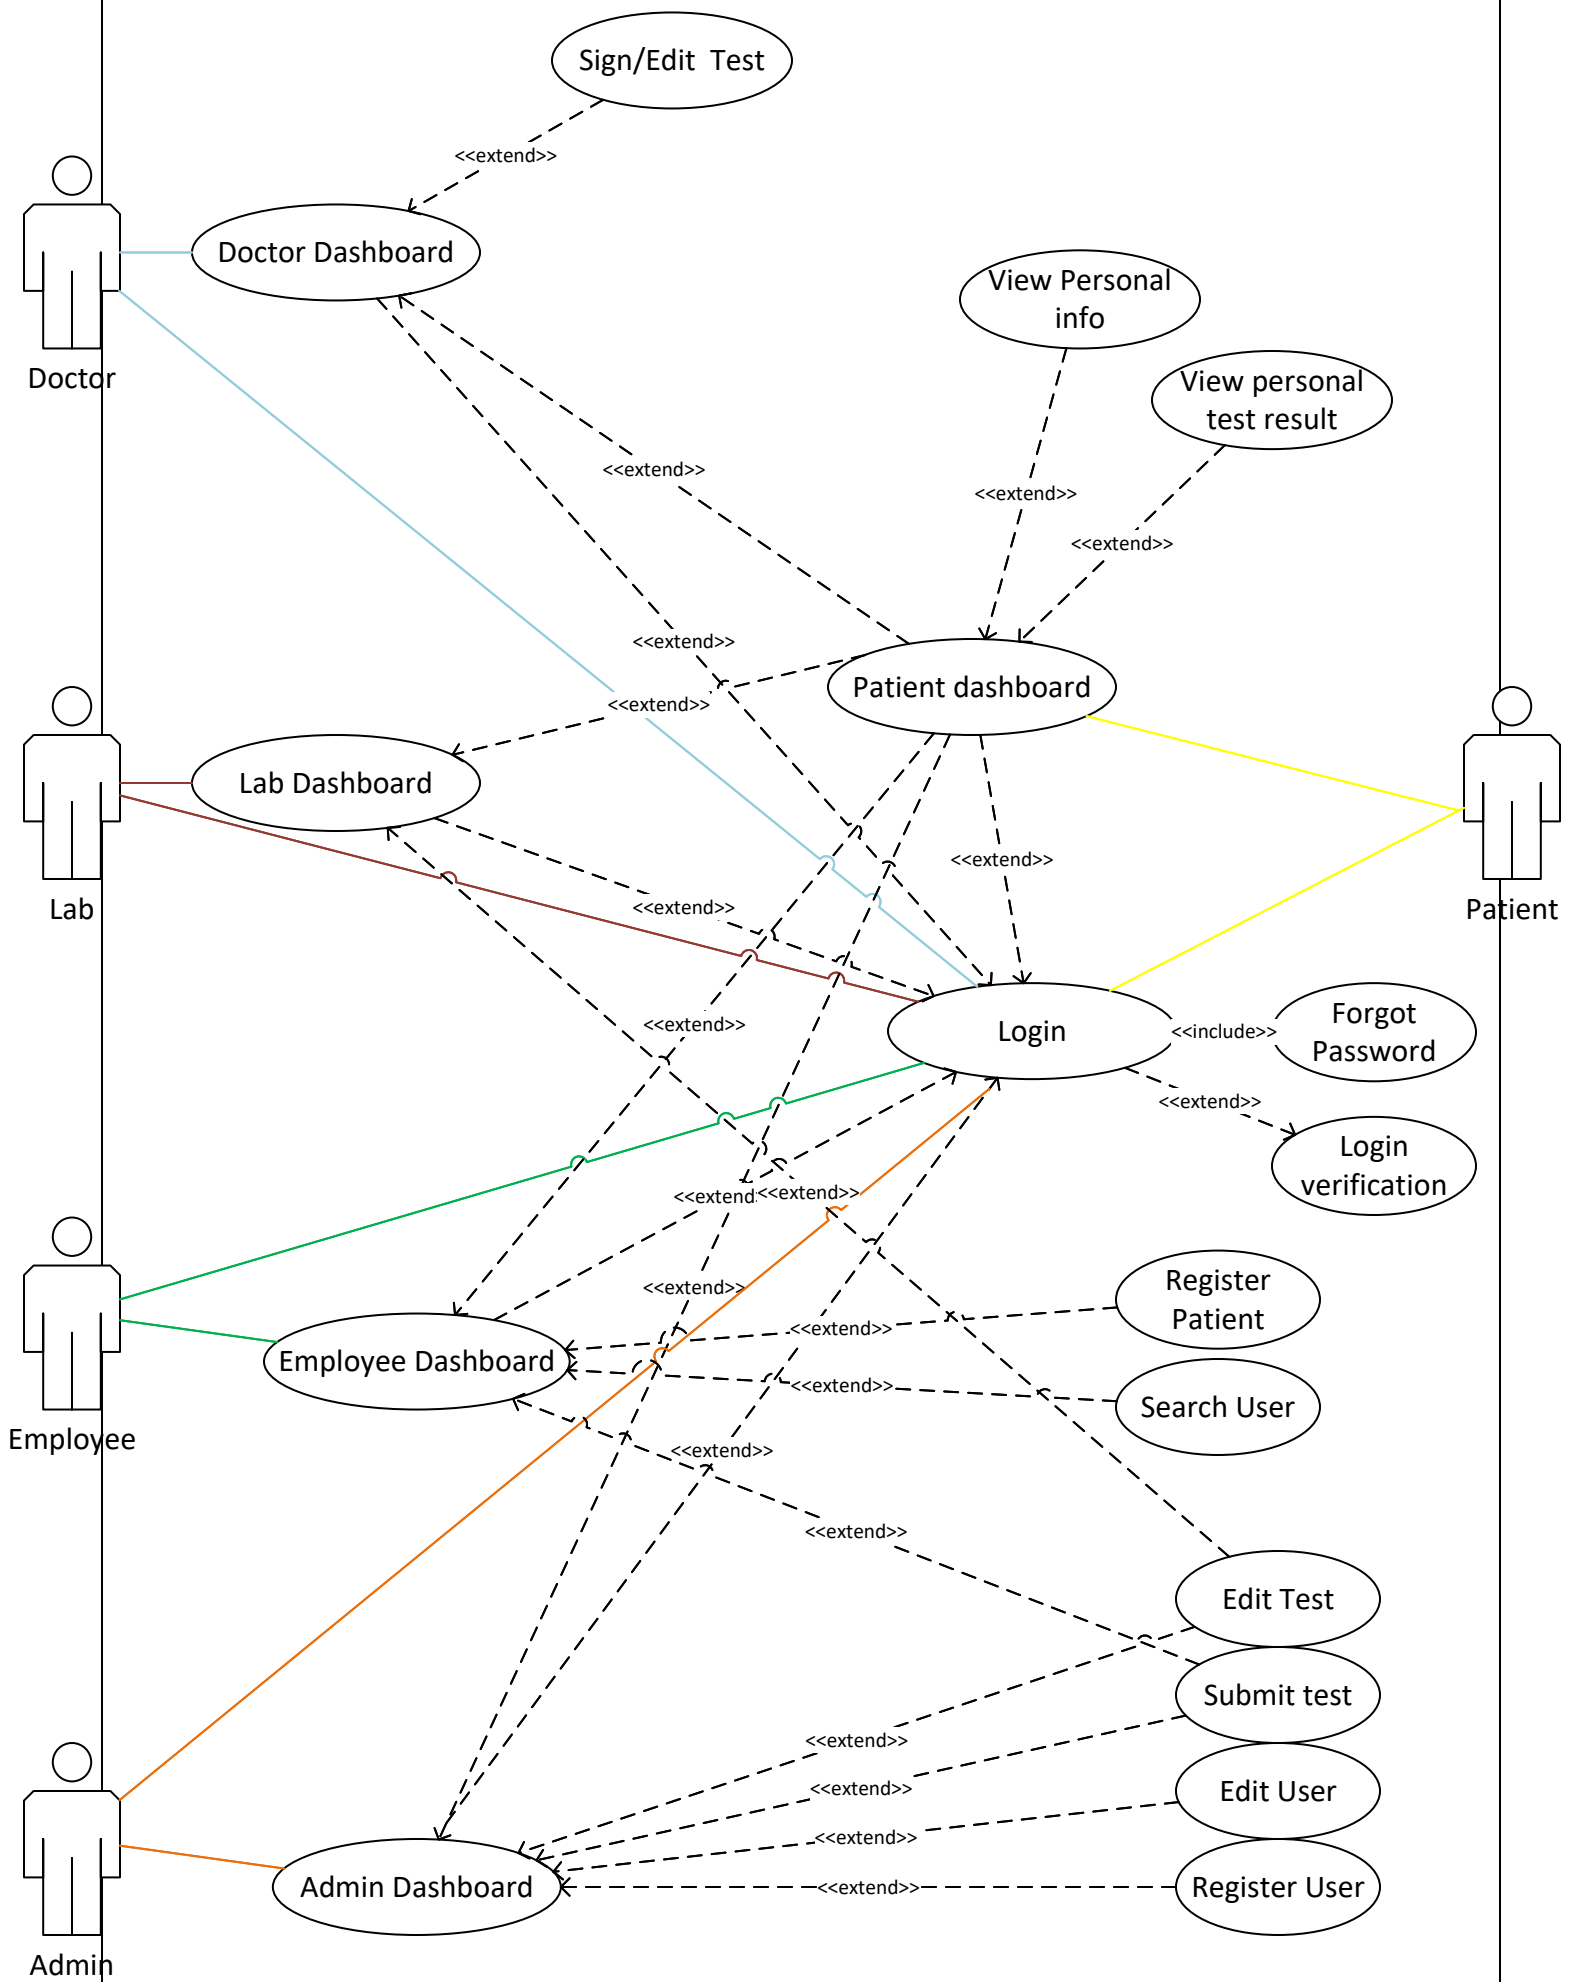 Sign/Edit  Test
<<extend>>
Doctor Dashboard
Doctor
View Personal
info
View personal
test result
<<extend>>
<<extend>>
<<extend>>
<<extend>>
Patient dashboard
<<extend>>
Lab Dashboard
Lab
Patient
<<extend>>
<<extend>>
Login
<<include>>
Forgot
Password
<<extend>>
<<extend>>
Login
verification
<<extend
<<extend>>
<<extend>>
Register
Patient
<<extend>>
Employee Dashboard
<<extend>>
Search User
Employee
<<extend>>
<<extend>>
Edit Test
Submit test
<<extend>>
<<extend>>
Edit User
<<extend>>
Admin Dashboard
<<extend>>
Register User
Admin